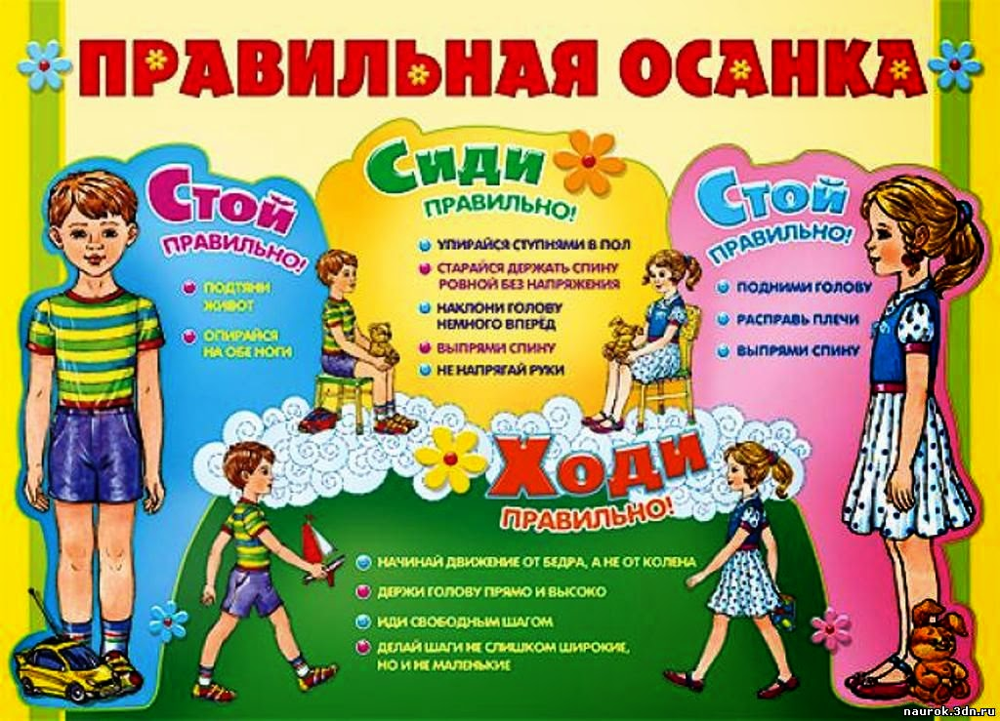 ПРАВИЛЬНАЯ ОСАНКА
СТОЙ
ПРАВИЛЬНО!
ПОДТЯНИ
ЖИВОТ
ОПИРАЙСЯ
НА ОБЕ НОГИ
СИДИ
ПРАВИЛЬНО!
УПИРАЙСЯ СТУПНЯМИ В ПОЛ
СТАРАЙСЯ ДЕРЖАТЬ СПИНУ
РОВНОЙ БЕЗ НАПРЯЖЕНИЯ
НАКЛОНИ ГОЛОВУ
НЕМНОГО ВПЕРЁД
ВЫПРЯМИ СПИНУ
НЕ НАПРЯГАЙ РУКИ
СТОЙ
ПРАВИЛЬНО!
ПОДНИМИ ГОЛОВУ
РАСПРАВЬ ПЛЕЧИ
ВЫПРЯМИ СПИНУ
ХОДИ
ПРАВИЛЬНО!
НАЧИНАЙ ДВИЖЕНИЕ ОТ БЕДРА, А НЕ ОТ КОЛЕНА
ДЕРЖИ ГОЛОВУ ПРЯМО И ВЫСОКО
ИДИ СВОБОДНЫМ ШАГОМ
ДЕЛАЙ ШАГИ НЕ СЛИШКОМ ШИРОКИЕ,
НО И НЕ МАЛЕНЬКИЕ
naurok.3dn.ru